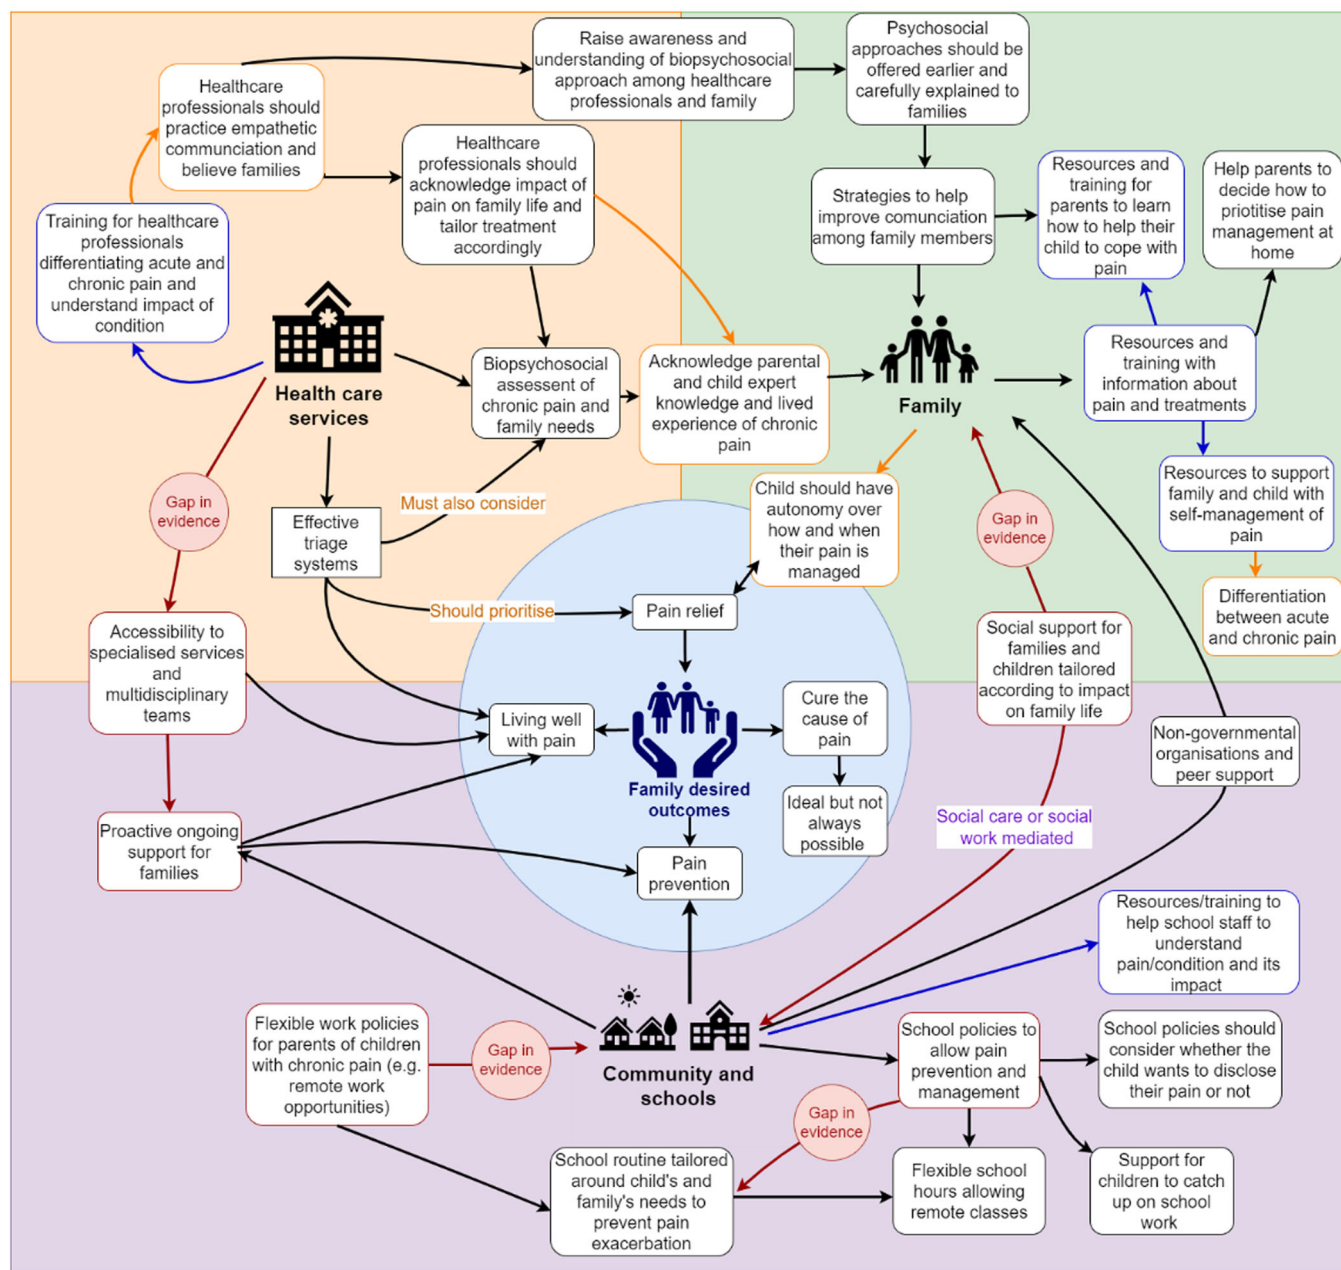 Raise awareness and
understanding of biopsychosocial
approach among healthcare
professionals and family
Psychosocial
approaches should be
offered earlier and
carefully explained to
families
Healthcare
professionals should
practice empathetic
communciation and
believe families
Healthcare
professionals should
acknowledge impact of
pain on family life and
tailor treatment
accordingly
Strategies to help
improve comunciation
among family members
Resources and
training for
parents to learn
how to help their
child to cope with
pain
Help parents to
decide how to
priotitise pain
management at
home
Training for healthcare
professionals
differentiating acute and
chronic pain and
understand impact of
condition
Health care
services
Biopsychosocial
assessent of
chronic pain and
family needs
Acknowledge parental
and child expert
knowledge and lived
experience of chronic
pain
Family
Resources and
training with
information about
pain and treatments
Gap in
evidence
Must also consider
Effective
triage
systems
Child should have
autonomy over
how and when
their pain is
managed
Gap in
evidence
Resources to support
family and child with
self-management of
pain
Should prioritise
Pain relief
Differentiation
between acute
and chronic pain
Accessibility to
specialised services
and
multidisciplinary
teams
Social support for
families and
children tailored
according to impact
on family life
Living well
with pain
Cure the
cause of
pain
Non-governmental
organisations and
peer support
Family desired
outcomes
Ideal but not
always
possible
Proactive ongoing
support for
families
Social care or social
work mediated
Pain
prevention
Resources/training to
help school staff to
understand
pain/condition and its
impact
Flexible work policies
for parents of children
with chronic pain (e.g.
remote work
opportunities)
Gap in
evidence
Community and
schools
School policies to
allow pain
prevention and
management
School policies should
consider whether the
child wants to disclose
their pain or not
Gap in
evidence
School routine tailored
around child's and
family's needs to
prevent pain
exacerbation
Flexible school
hours allowing
remote classes
Support for
children to catch
up on school
work